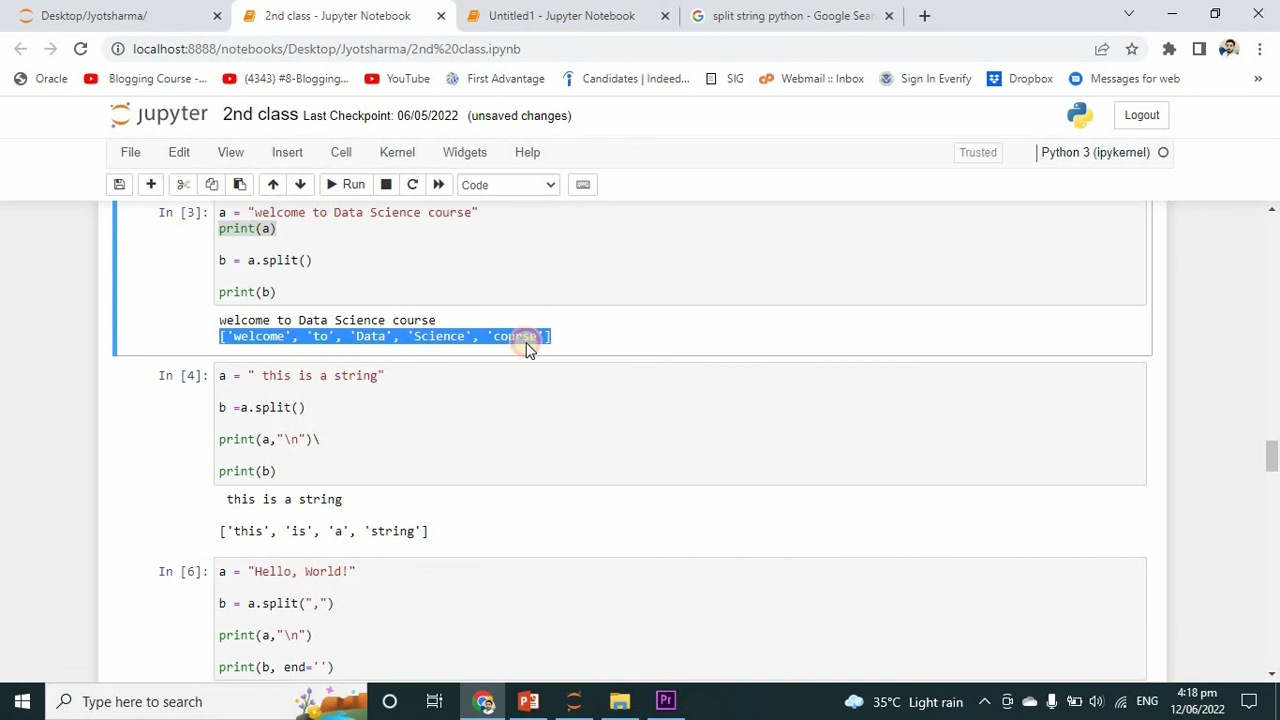 Desktop/Jyotsharma/
2nd class - Jupyter Notebook
Untitled1 - Jupyter Notebook
split string python - Google Sear
localhost:8888/notebooks/Desktop/Jyotsharma/2nd%20class.ipynb
Oracle
Blogging Course -...
(4343) #8-Blogging...
YouTube
First Advantage
Candidates | Indeed...
SIG
Webmail :: Inbox
Sign In Everify
Dropbox
Messages for web
jupyter 2nd class Last Checkpoint: 06/05/2022 (unsaved changes)
Logout
File Edit View Insert Cell Kernel Widgets Help
Trusted
Python 3 (ipykernel)
Run
Code
In [3]: a = "welcome to Data Science course"
print(a)
b = a.split()
print(b)
welcome to Data Science course
['welcome', 'to', 'Data', 'Science', 'course']
In [4]: a = " this is a string"
b =a.split()
print(a,"\n")\
print(b)
this is a string
['this', 'is', 'a', 'string']
In [6]: a = "Hello, World!"
b = a.split(",")
print(a,"\n")
print(b, end='')
Type here to search
35°C Light rain
ENG
4:18 pm
12/06/2022